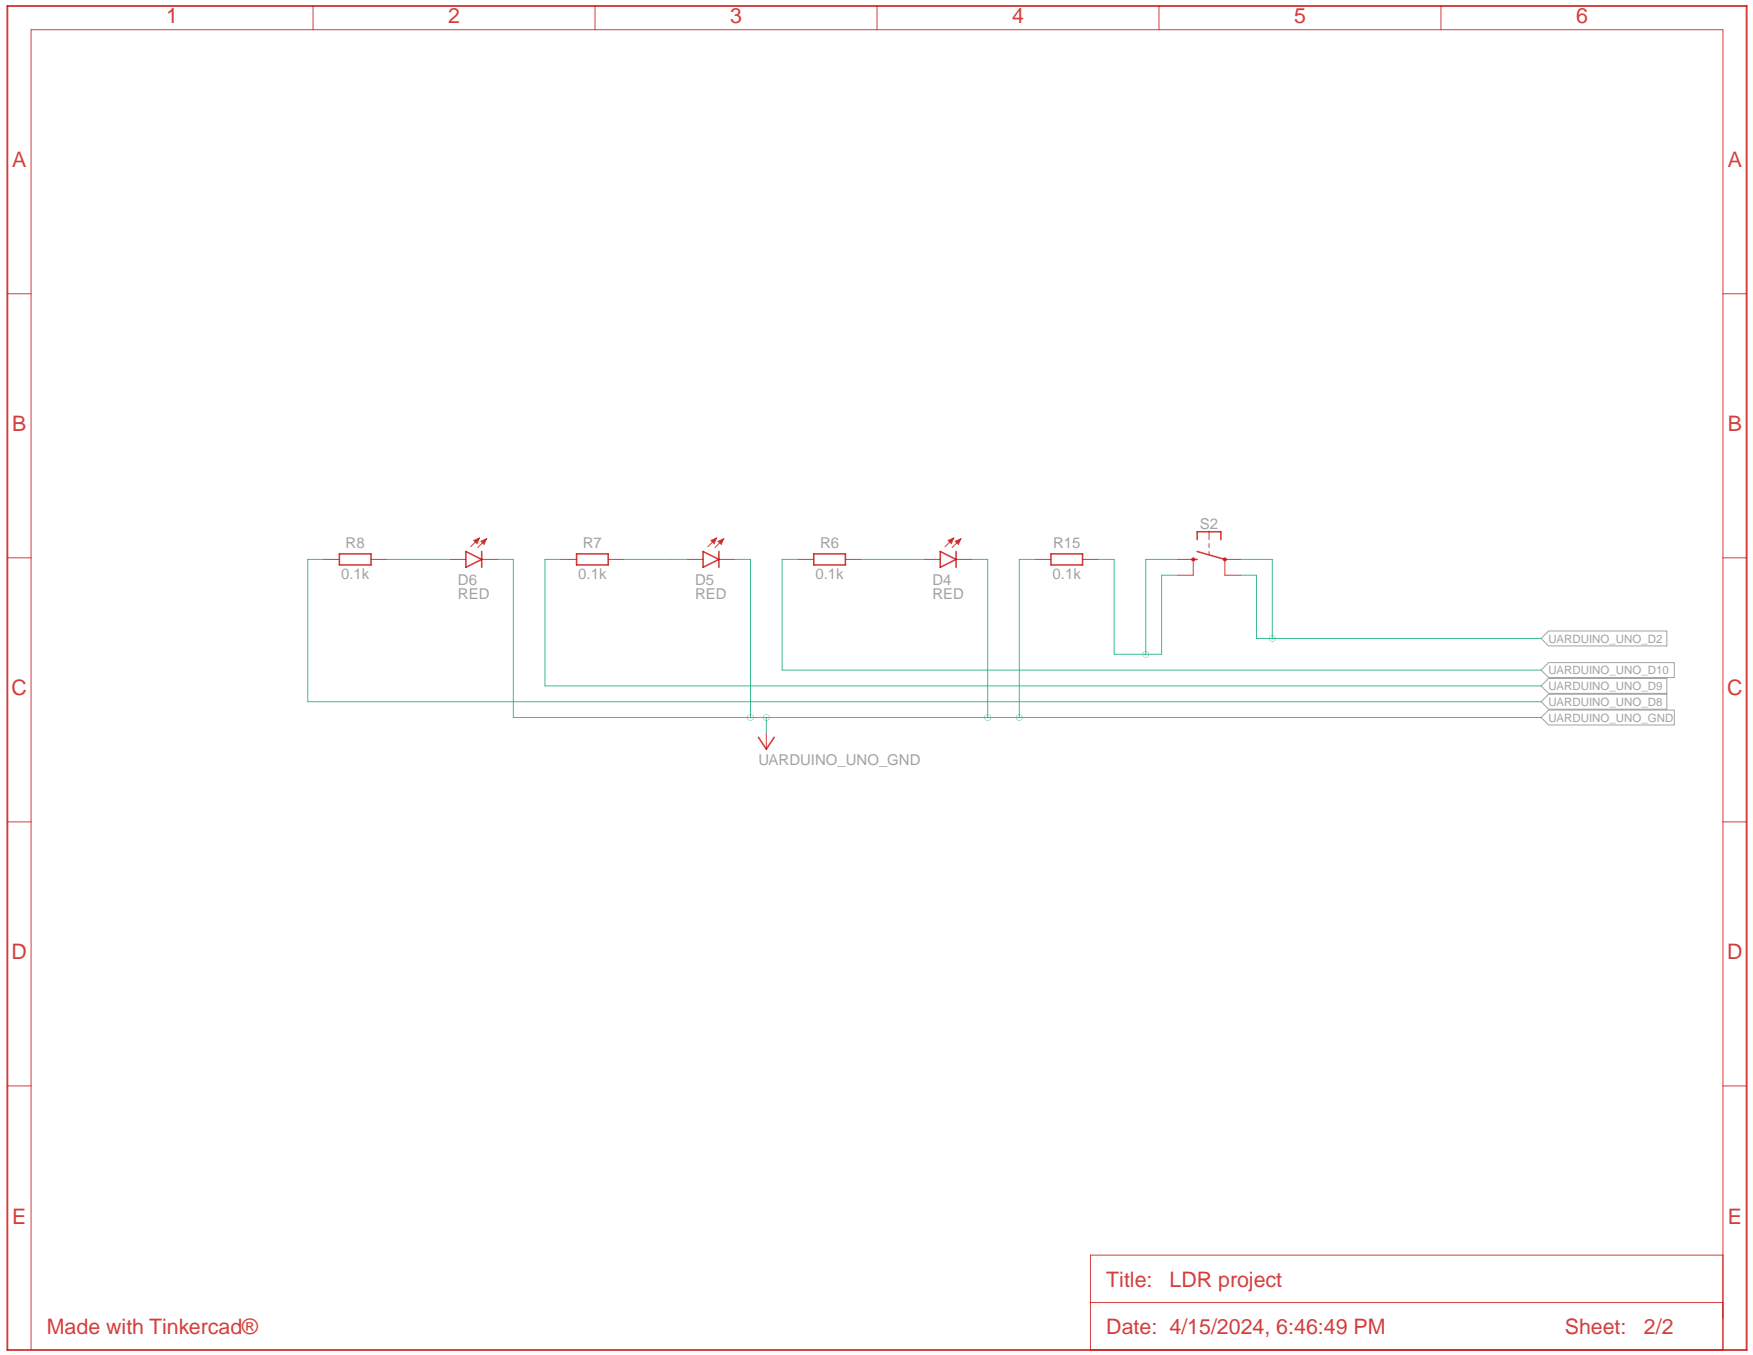 1 2 3 4 5 6
A A
B B
S2
R8 R7 R6 R15
0.1k 0.1k 0.1k 0.1k
D6 D5 D4
RED RED RED
UARDUINO_UNO_D2
UARDUINO_UNO_D10
C C
UARDUINO_UNO_D9
UARDUINO_UNO_D8
UARDUINO_UNO_GND
UARDUINO_UNO_GND
D D
E E
Title: LDR project
Made with Tinkercad®
Date: 4/15/2024, 6:46:49 PM Sheet: 2/2